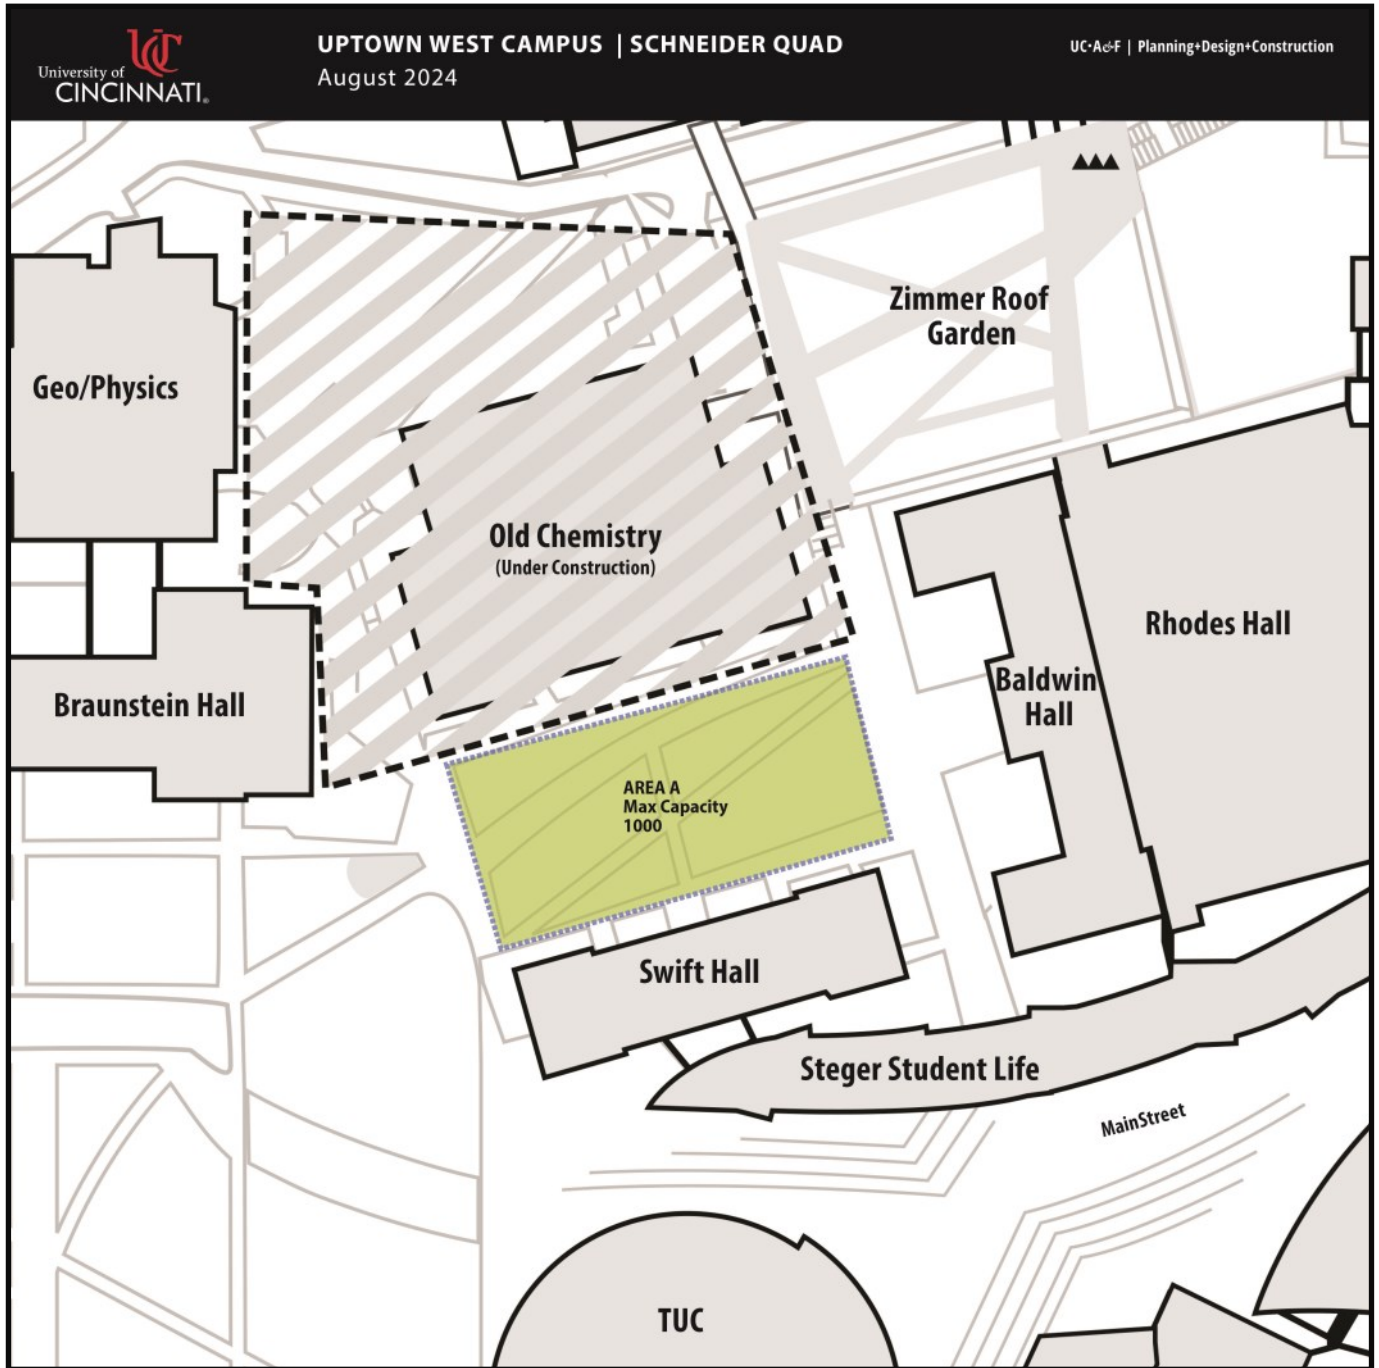 UC
University of
CINCINNATI®
UPTOWN WEST CAMPUS | SCHNEIDER QUAD
August 2024
UC•A&F | Planning+Design+Construction
Zimmer Roof
Garden
Geo/Physics
Old Chemistry
(Under Construction)
Rhodes Hall
Baldwin
Hall
Braunstein Hall
AREA A
Max Capacity
1000
Swift Hall
Steger Student Life
MainStreet
TUC